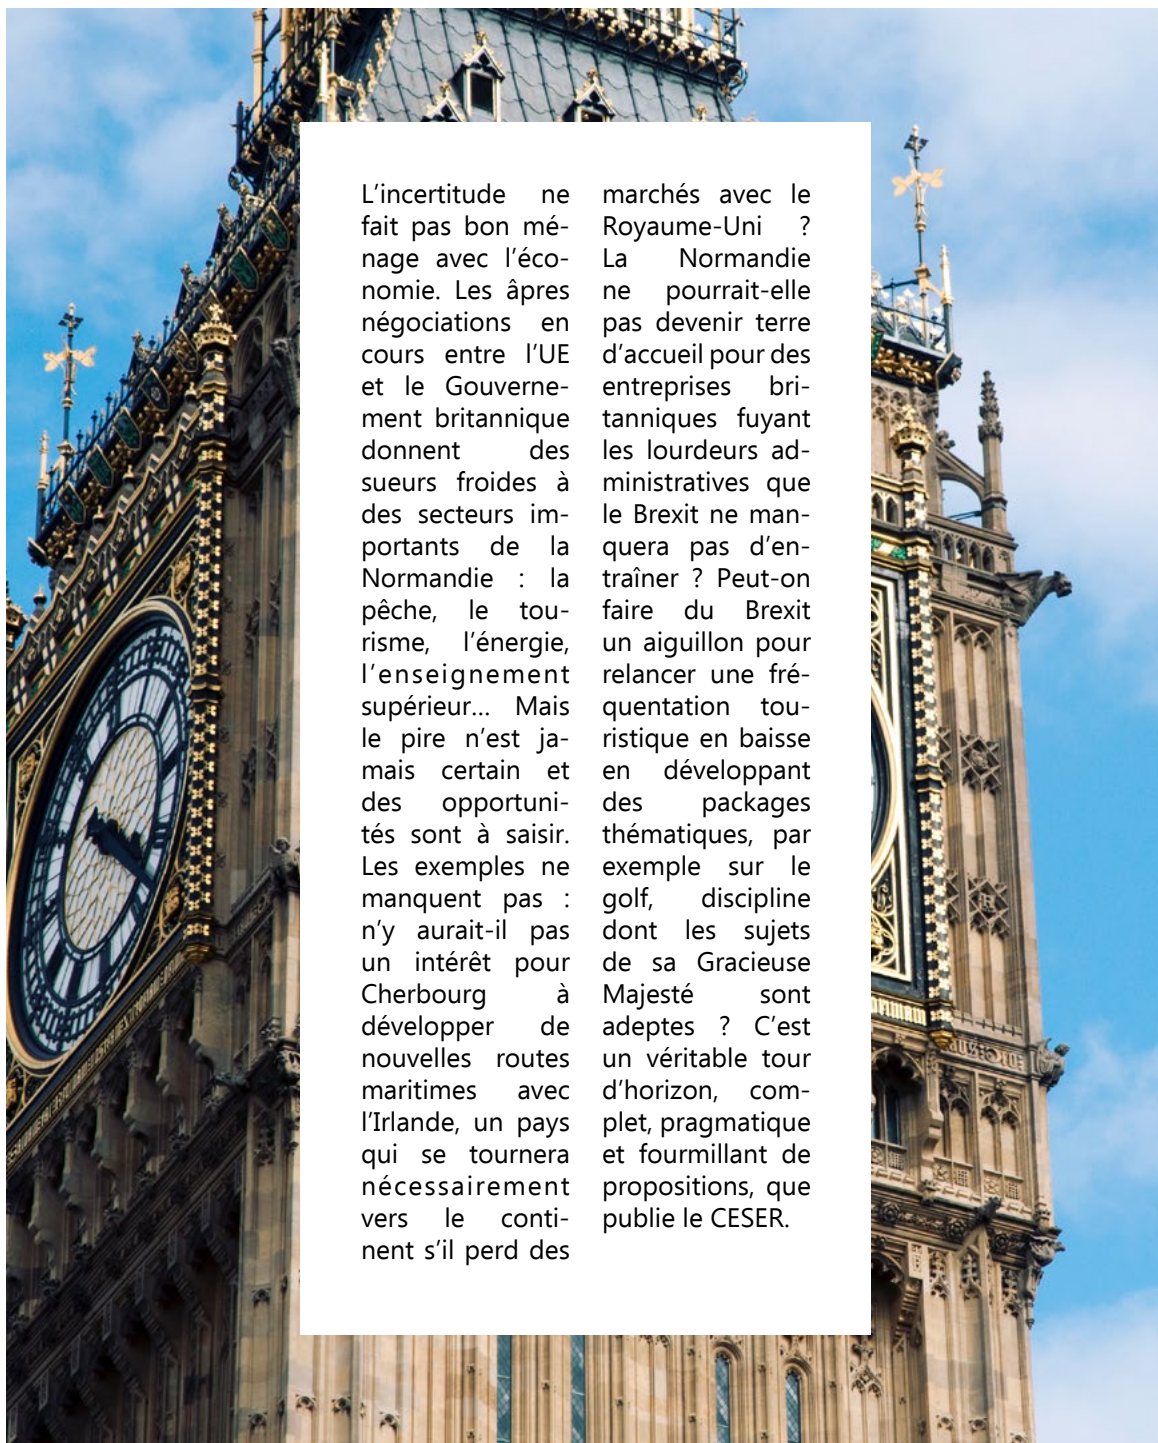 L’incertitude ne
fait pas bon mé-
nage avec l’éco-
nomie. Les âpres
négociations en
cours entre l’UE
et le Gouverne-
ment britannique
donnent des
sueurs froides à
des secteurs im-
portants de la
Normandie : la
pêche, le tou-
risme, l’énergie,
l’enseignement
supérieur... Mais
le pire n’est ja-
mais certain et
des opportuni-
tés sont à saisir.
Les exemples ne
manquent pas :
n’y aurait-il pas
un intérêt pour
Cherbourg à
développer de
nouvelles routes
maritimes avec
l’Irlande, un pays
qui se tournera
nécessairement
vers le conti-
nent s’il perd des
marchés avec le
Royaume-Uni ?
La Normandie
ne pourrait-elle
pas devenir terre
d’accueil pour des
entreprises bri-
tanniques fuyant
les lourdeurs ad-
ministratives que
le Brexit ne man-
quera pas d’en-
traîner ? Peut-on
faire du Brexit
un aiguillon pour
relancer une fré-
quentation tou-
ristique en baisse
en développant
des packages
thématiques, par
exemple sur le
golf, discipline
dont les sujets
de sa Gracieuse
Majesté sont
adeptes ? C’est
un véritable tour
d’horizon, com-
plet, pragmatique
et fourmillant de
propositions, que
publie le CESER.